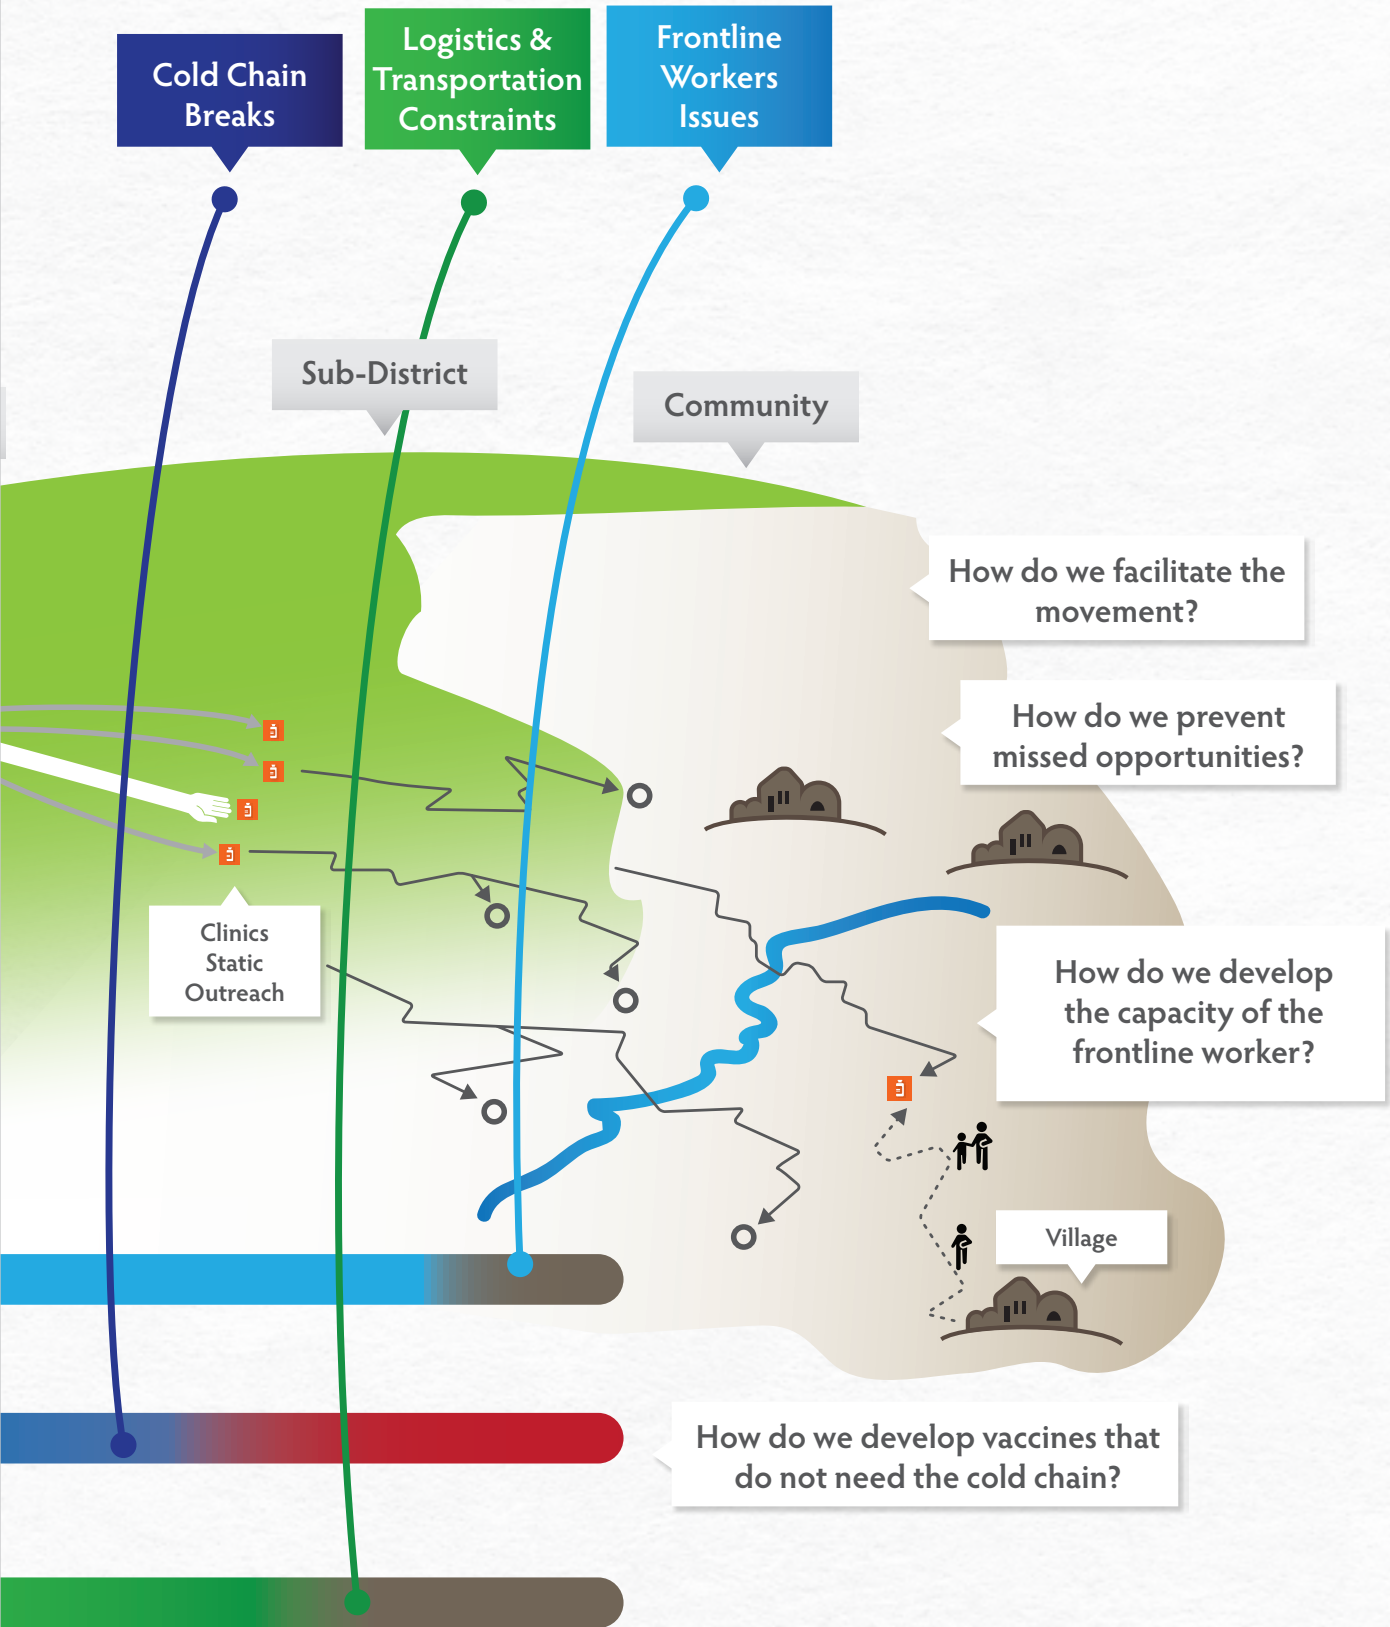 Cold Chain
Breaks
Logistics &
Transportation
Constraints
Frontline
Workers
Issues
Sub-District
Community
How do we facilitate the
movement?
How do we prevent
missed opportunities?
Clinics
Static
Outreach
How do we develop
the capacity of the
frontline worker?
Village
How do we develop vaccines that
do not need the cold chain?